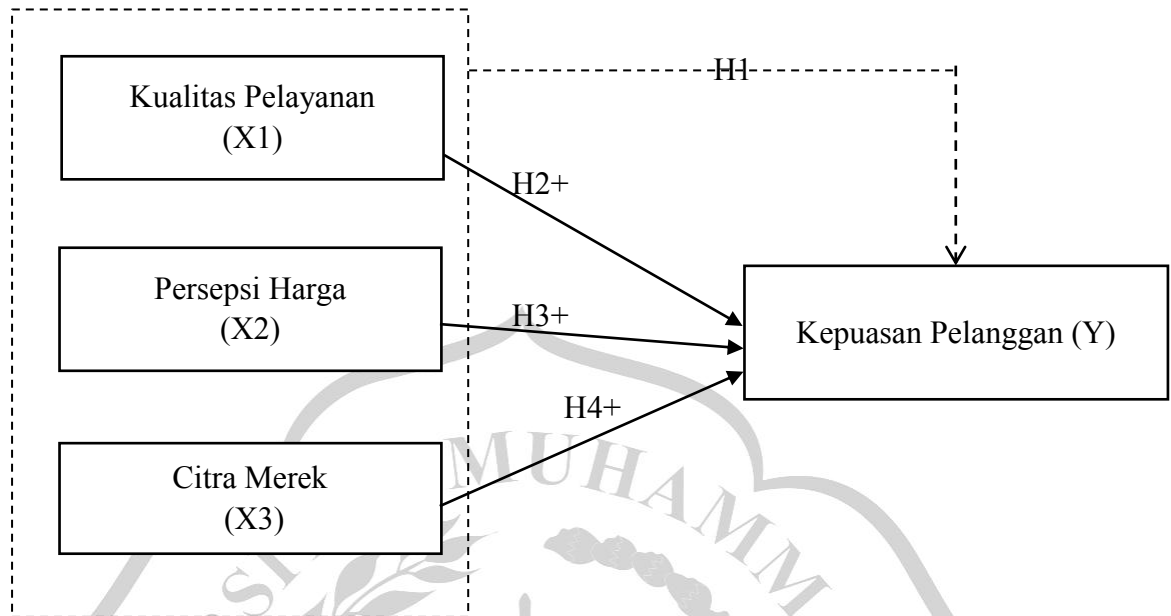 H1
Kualitas Pelayanan
(X1)
H2+
Persepsi Harga
(X2)
H3+
Kepuasan Pelanggan (Y)
H4+
Citra Merek
(X3)
MUHAMM